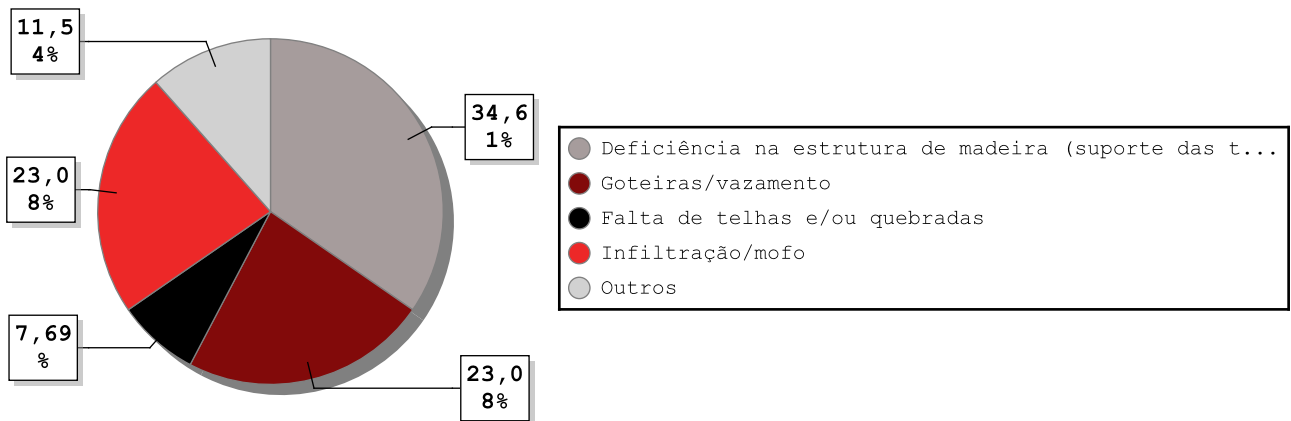 11,5
4%
34,6
1%
23,0
8%
7,69
%
23,0
8%
Deficiência na estrutura de madeira (suporte das t...
Goteiras/vazamento
Falta de telhas e/ou quebradas
Infiltração/mofo
Outros